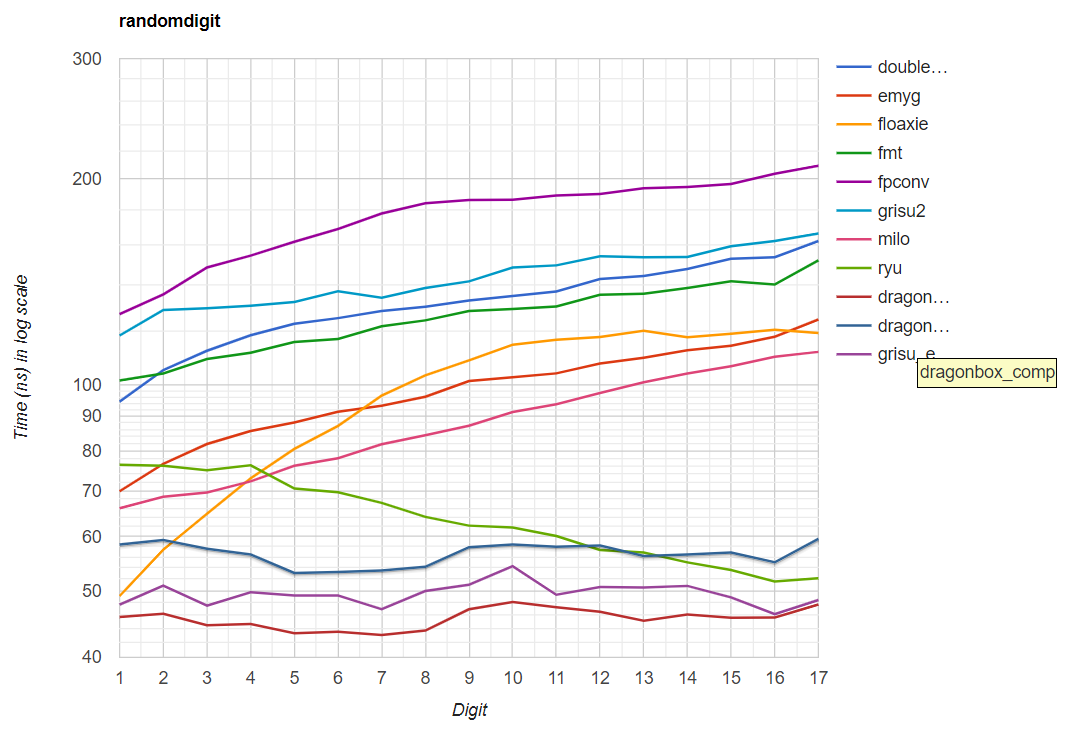 randomdigit
300
200
100
90
80
70
60
50
40
Time (ns) in log scale
1 2 3 4 5 6 7 8 9 10 11 12 13 14 15 16 17
Digit
double…
emyg
floaxie
fmt
fpconv
grisu2
milo
ryu
dragon…
dragon…
grisu_e
dragonbox_comp